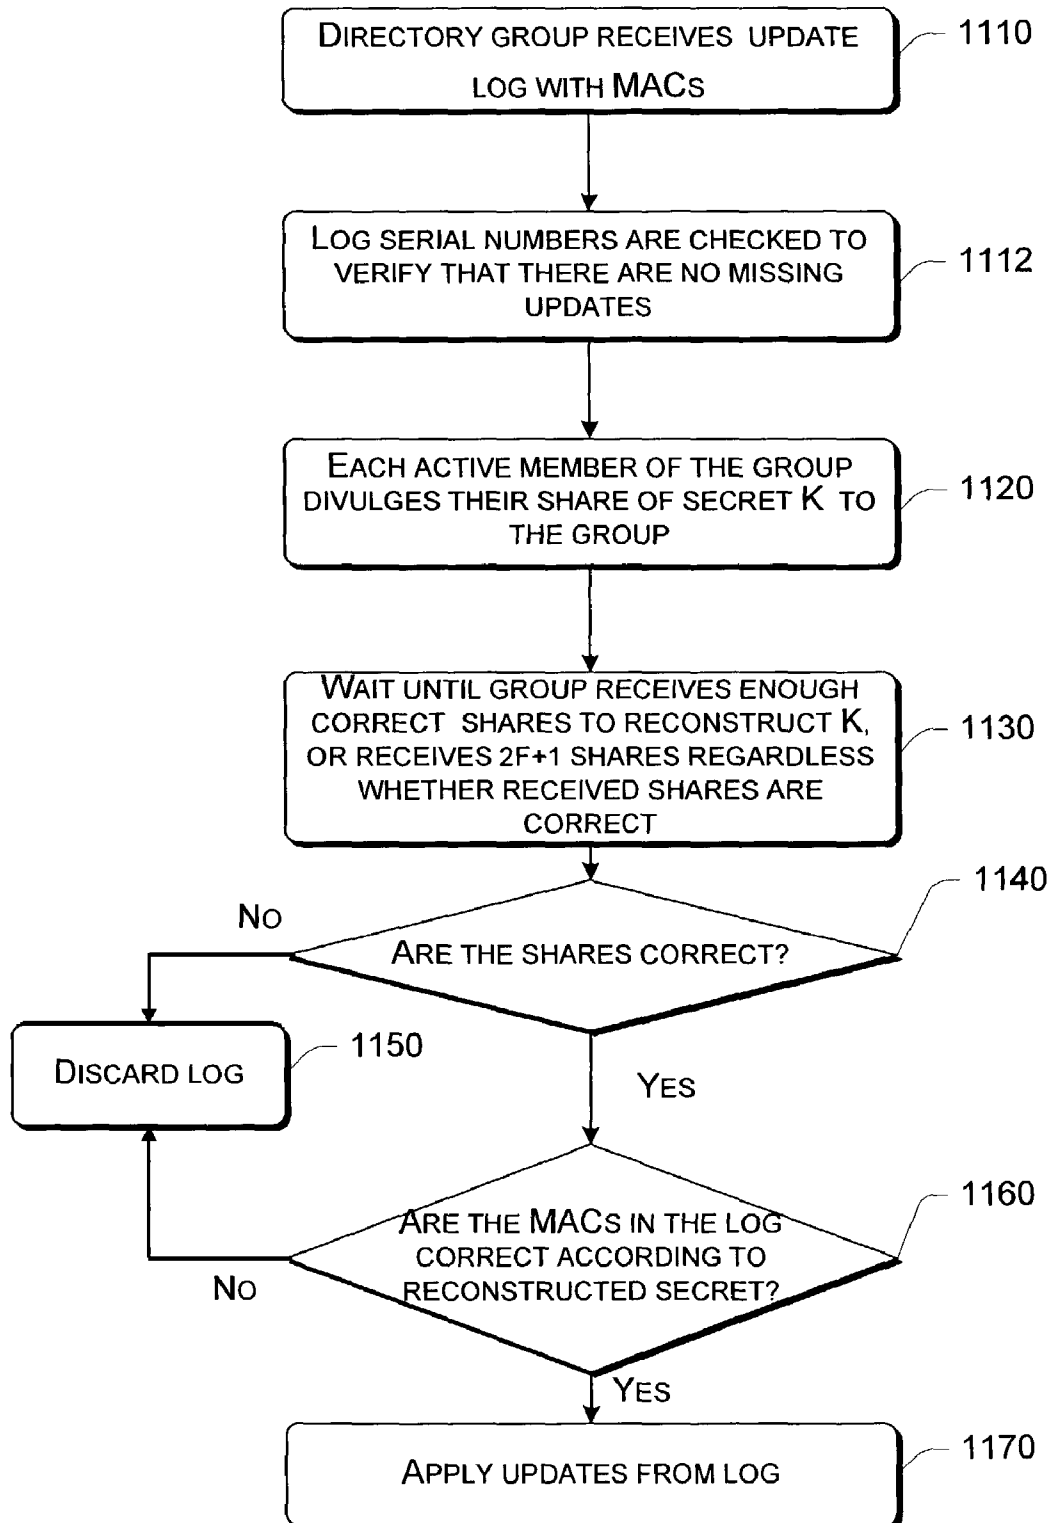 DIRECTORY GROUP RECEIVES UPDATE
LOG WITH MACS
1110
LOG SERIAL NUMBERS ARE CHECKED TO
VERIFY THAT THERE ARE NO MISSING
UPDATES
1112
EACH ACTIVE MEMBER OF THE GROUP
DIVULGES THEIR SHARE OF SECRET K TO
THE GROUP
1120
WAIT UNTIL GROUP RECEIVES ENOUGH
CORRECT SHARES TO RECONSTRUCT K,
OR RECEIVES 2F+1 SHARES REGARDLESS
WHETHER RECEIVED SHARES ARE
CORRECT
1130
ARE THE SHARES CORRECT?
1140
NO
DISCARD LOG
1150
YES
ARE THE MACS IN THE LOG
CORRECT ACCORDING TO
RECONSTRUCTED SECRET?
1160
NO
YES
APPLY UPDATES FROM LOG
1170